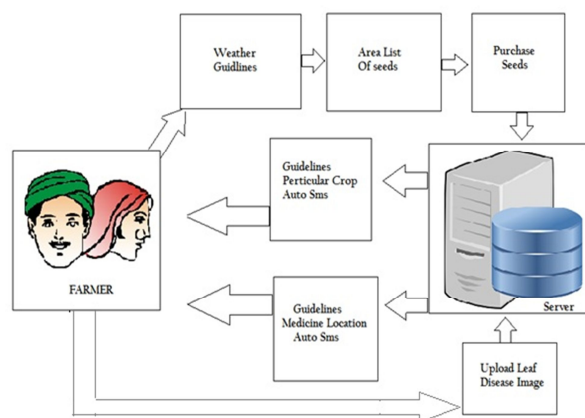 Weather
Guidlines
Area List
Of seeds
Purchase
Seeds
Guidelines
Perticular Crop
Auto Sms
FARMER
Guidelines
Medicine Location
Auto Sms
Server
Upload Leaf
Disease Image